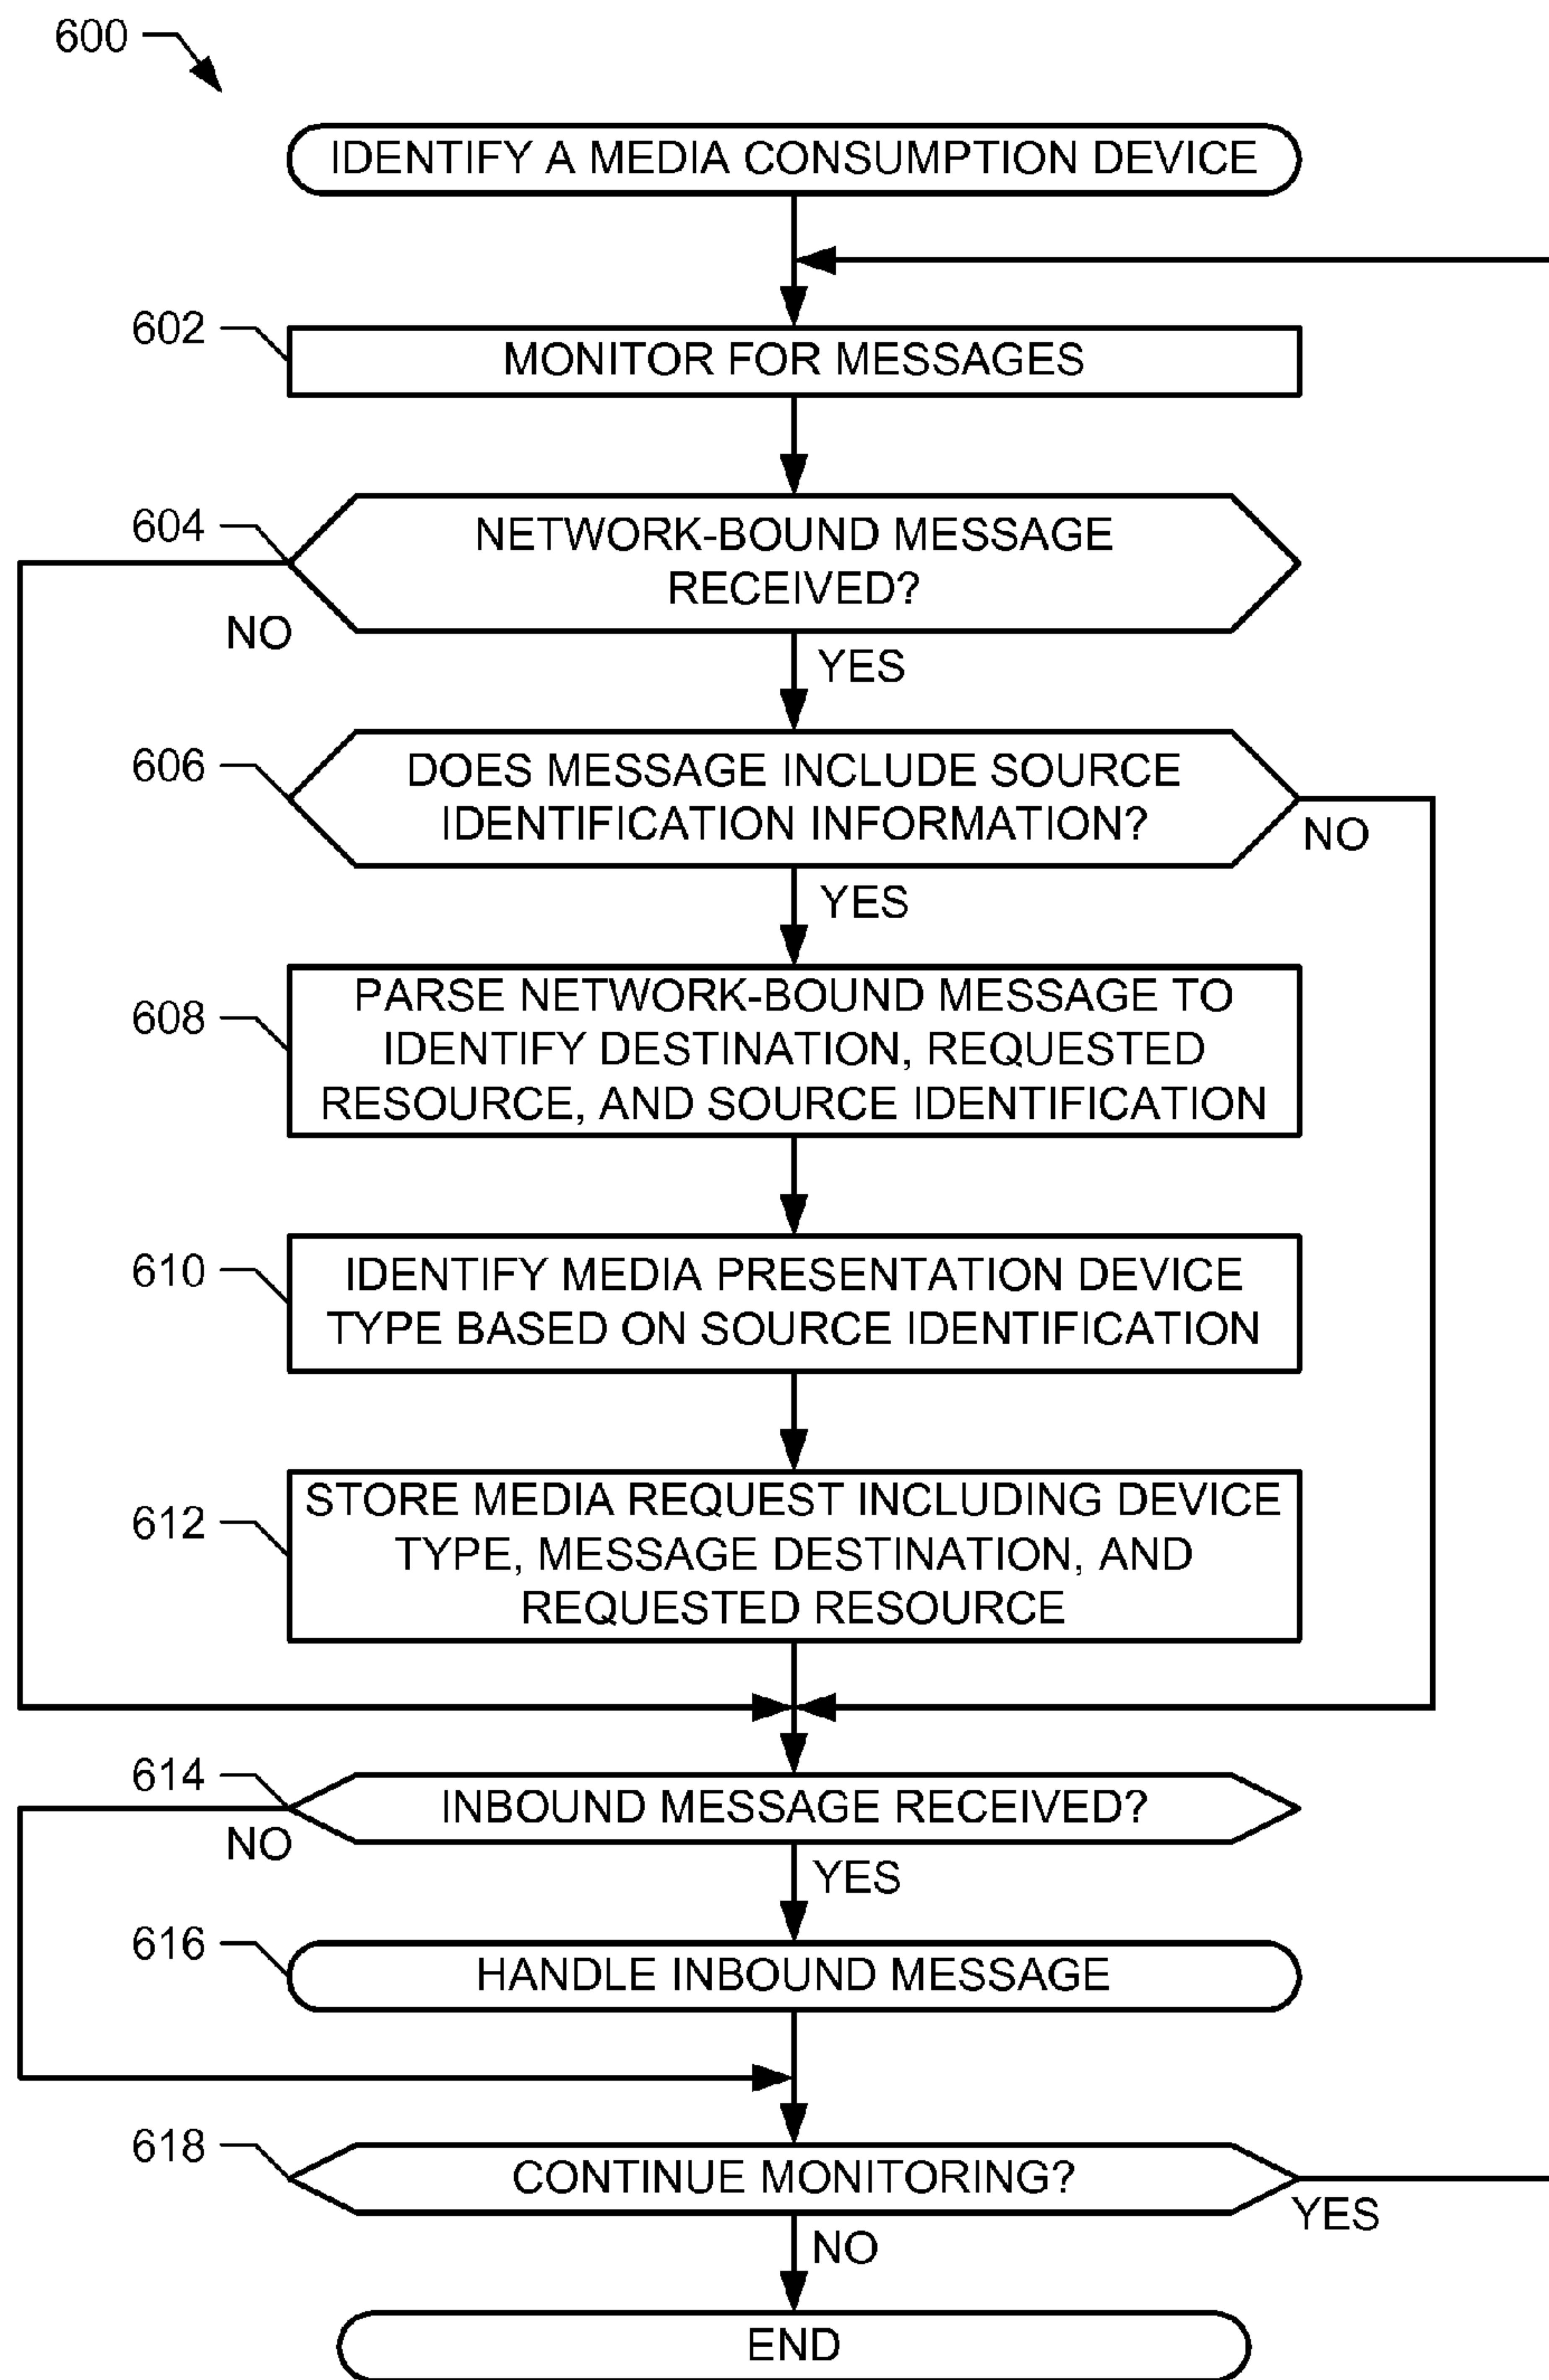 600
IDENTIFY A MEDIA CONSUMPTION DEVICE
602
MONITOR FOR MESSAGES
604
NETWORK-BOUND MESSAGE
RECEIVED?
NO
YES
606
DOES MESSAGE INCLUDE SOURCE
IDENTIFICATION INFORMATION?
NO
YES
608
PARSE NETWORK-BOUND MESSAGE TO
IDENTIFY DESTINATION, REQUESTED
RESOURCE, AND SOURCE IDENTIFICATION
610
IDENTIFY MEDIA PRESENTATION DEVICE
TYPE BASED ON SOURCE IDENTIFICATION
612
STORE MEDIA REQUEST INCLUDING DEVICE
TYPE, MESSAGE DESTINATION, AND
REQUESTED RESOURCE
614
INBOUND MESSAGE RECEIVED?
NO
YES
616
HANDLE INBOUND MESSAGE
618
CONTINUE MONITORING?
YES
NO
END